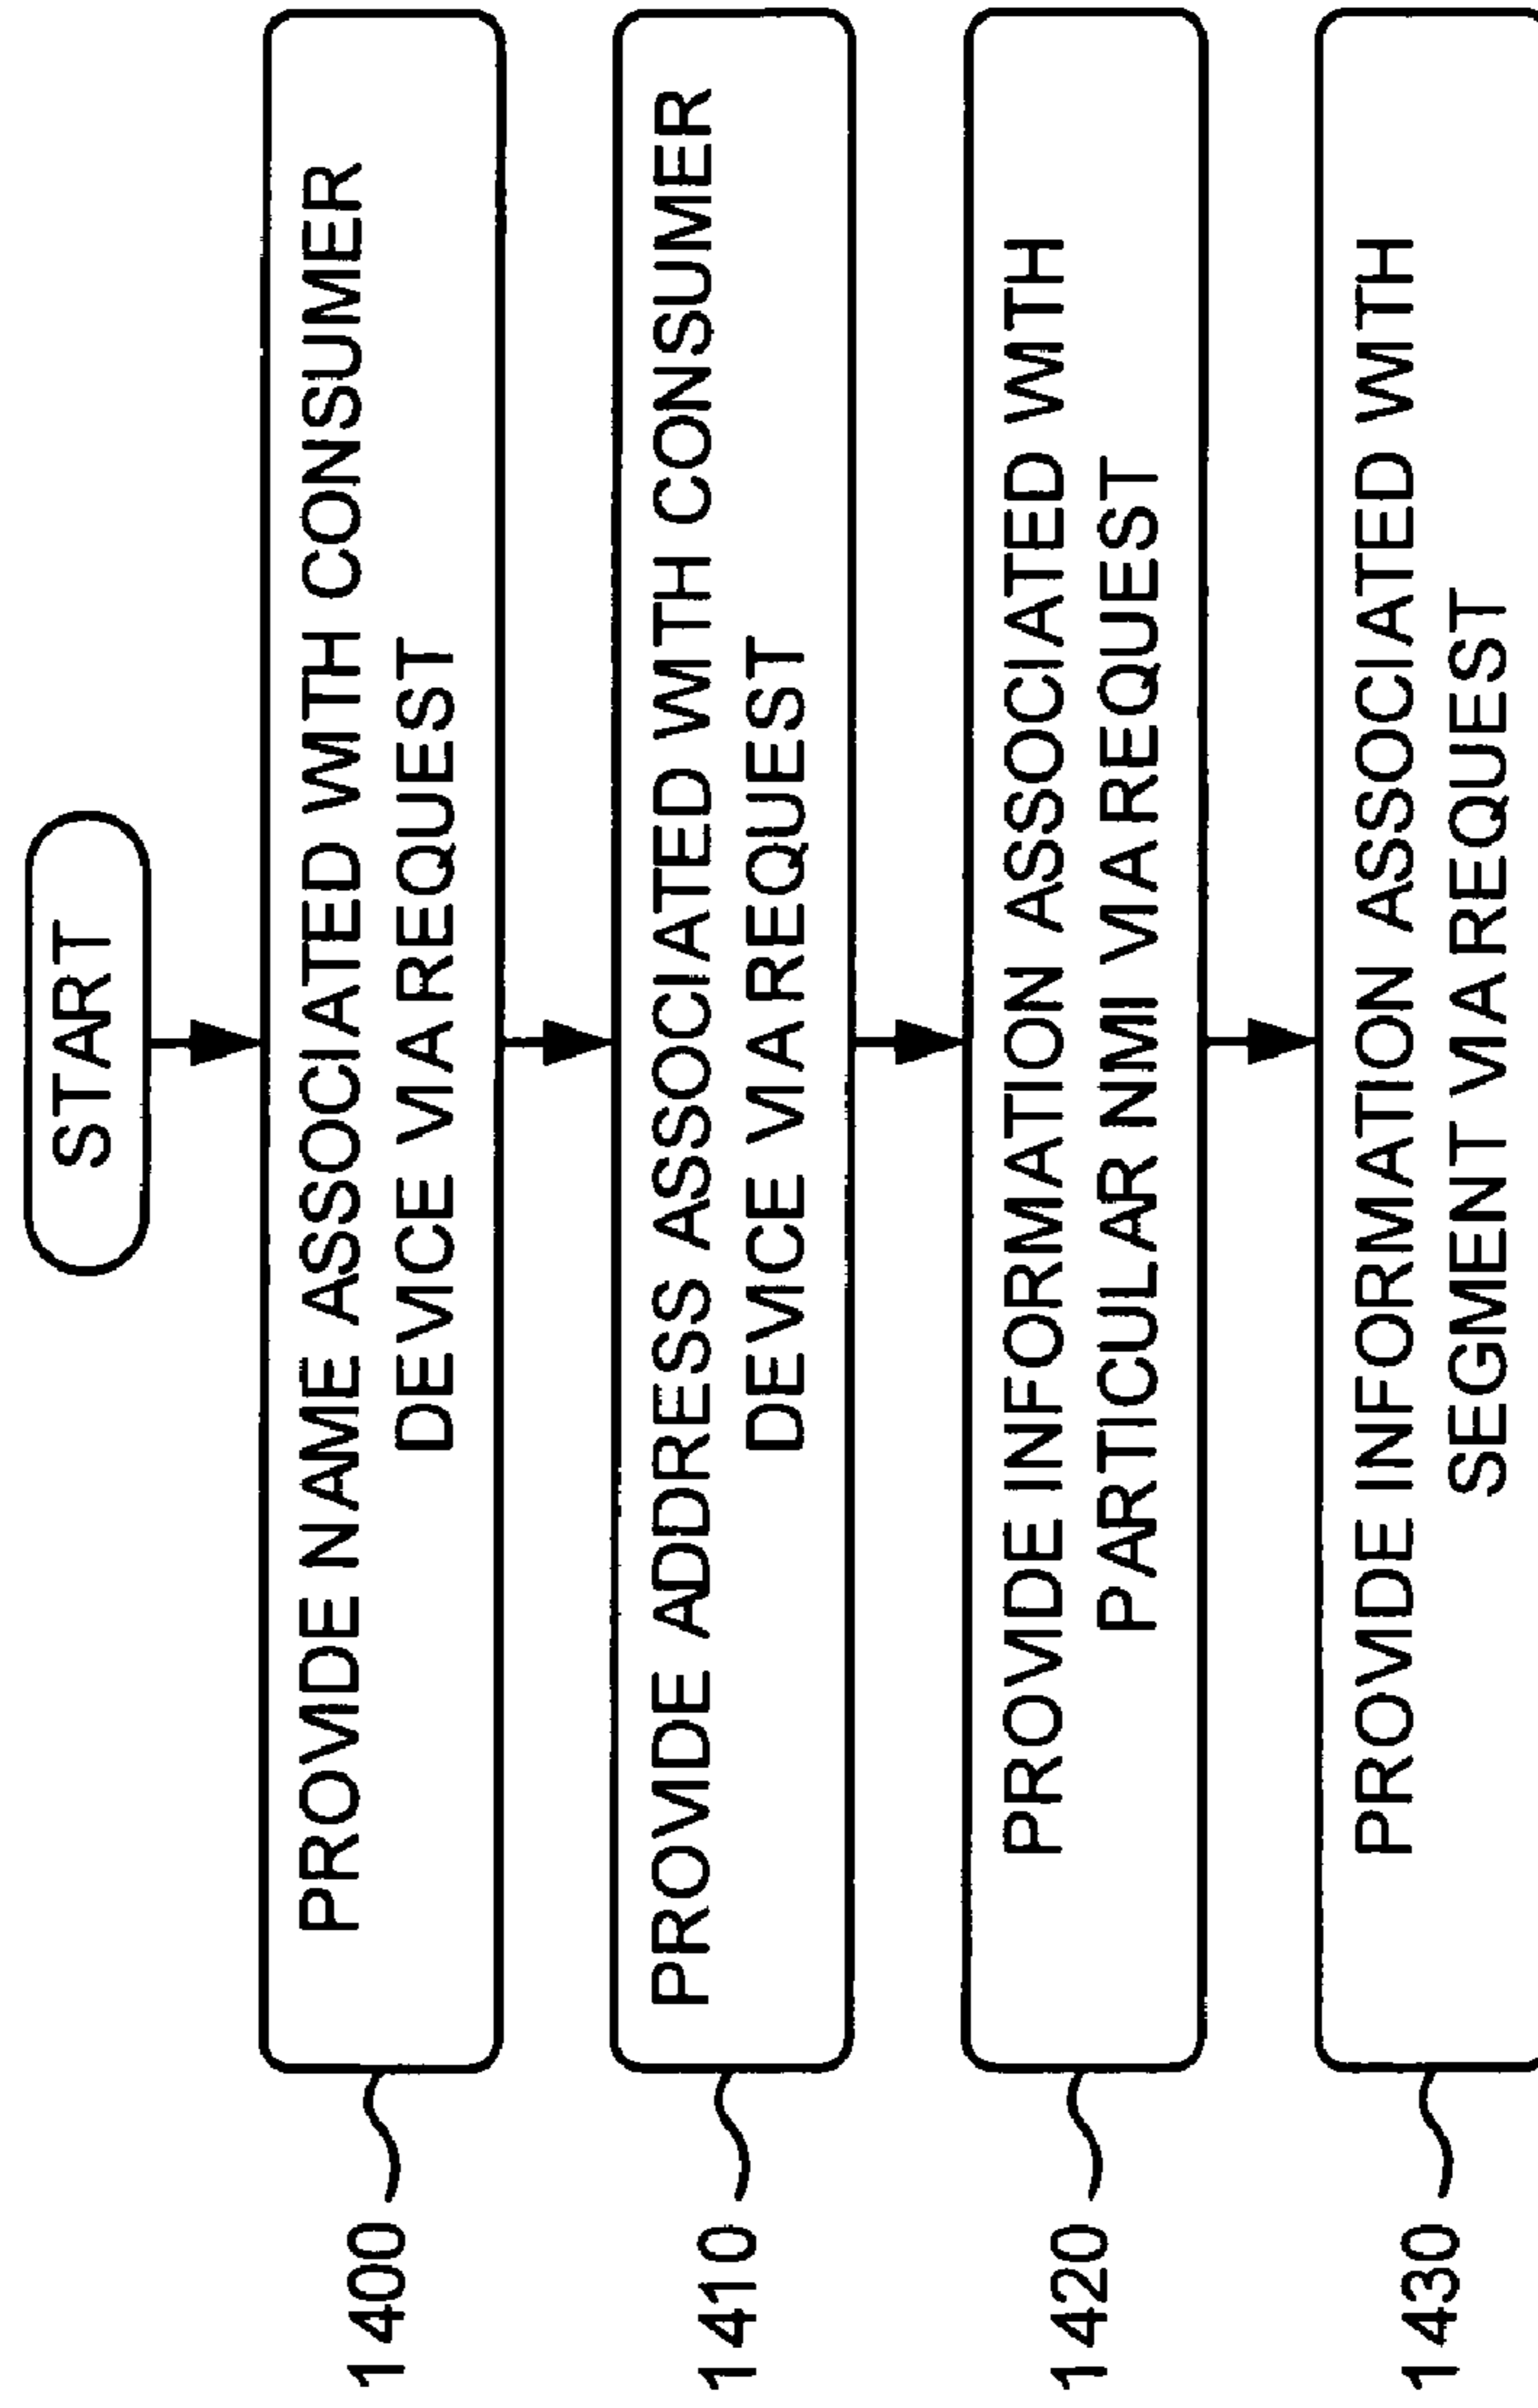 START
PROVIDE NAME ASSOCIATED WITH CONSUMER
DEVICE VIA REQUEST
1400
PROVIDE ADDRESS ASSOCIATED WITH CONSUMER
DEVICE VIA REQUEST
1410
PROVIDE INFORMATION ASSOCIATED WITH
PARTICULAR NMI VIA REQUEST
1420
PROVIDE INFORMATION ASSOCIATED WITH
SEGMENT VIA REQUEST
1430